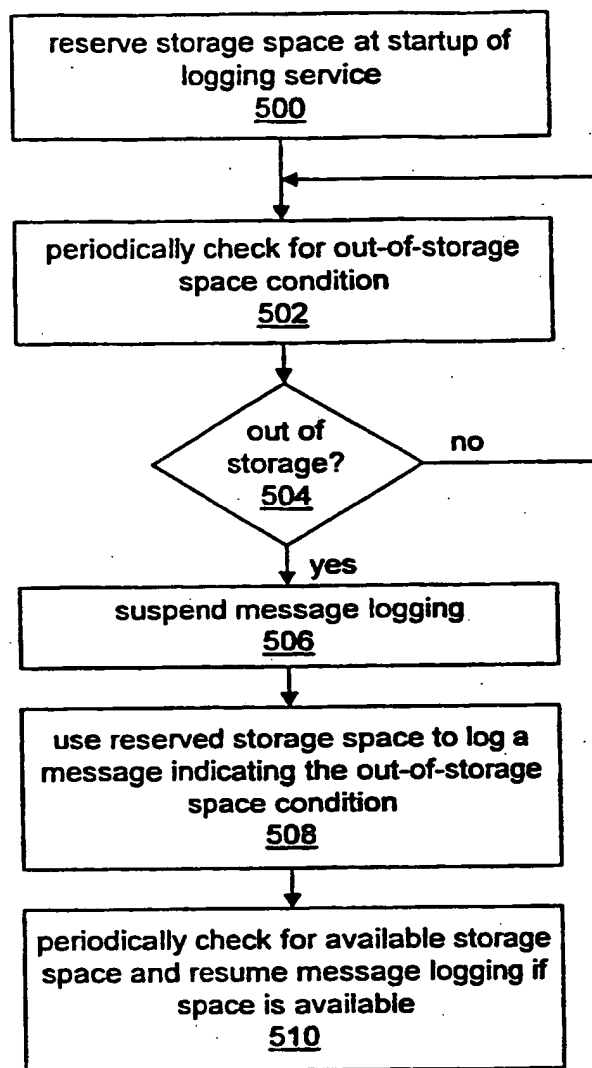 reserve storage space at startup of
logging service
500
periodically check for out-of-storage
space condition
502
out of
storage?
504
no
yes
suspend message logging
506
use reserved storage space to log a
message indicating the out-of-storage
space condition
508
periodically check for available storage
space and resume message logging if
space is available
510